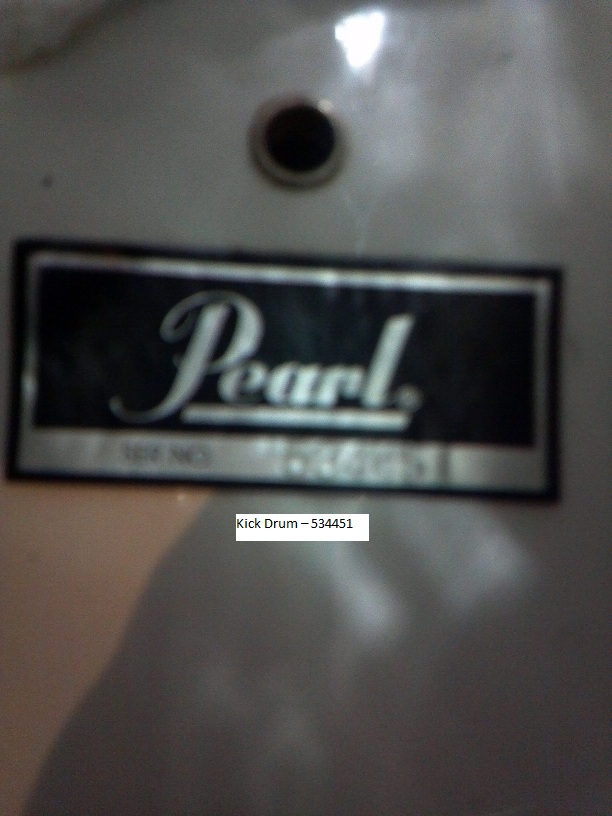 Pearl®
SER NO
Kick Drum – 534451